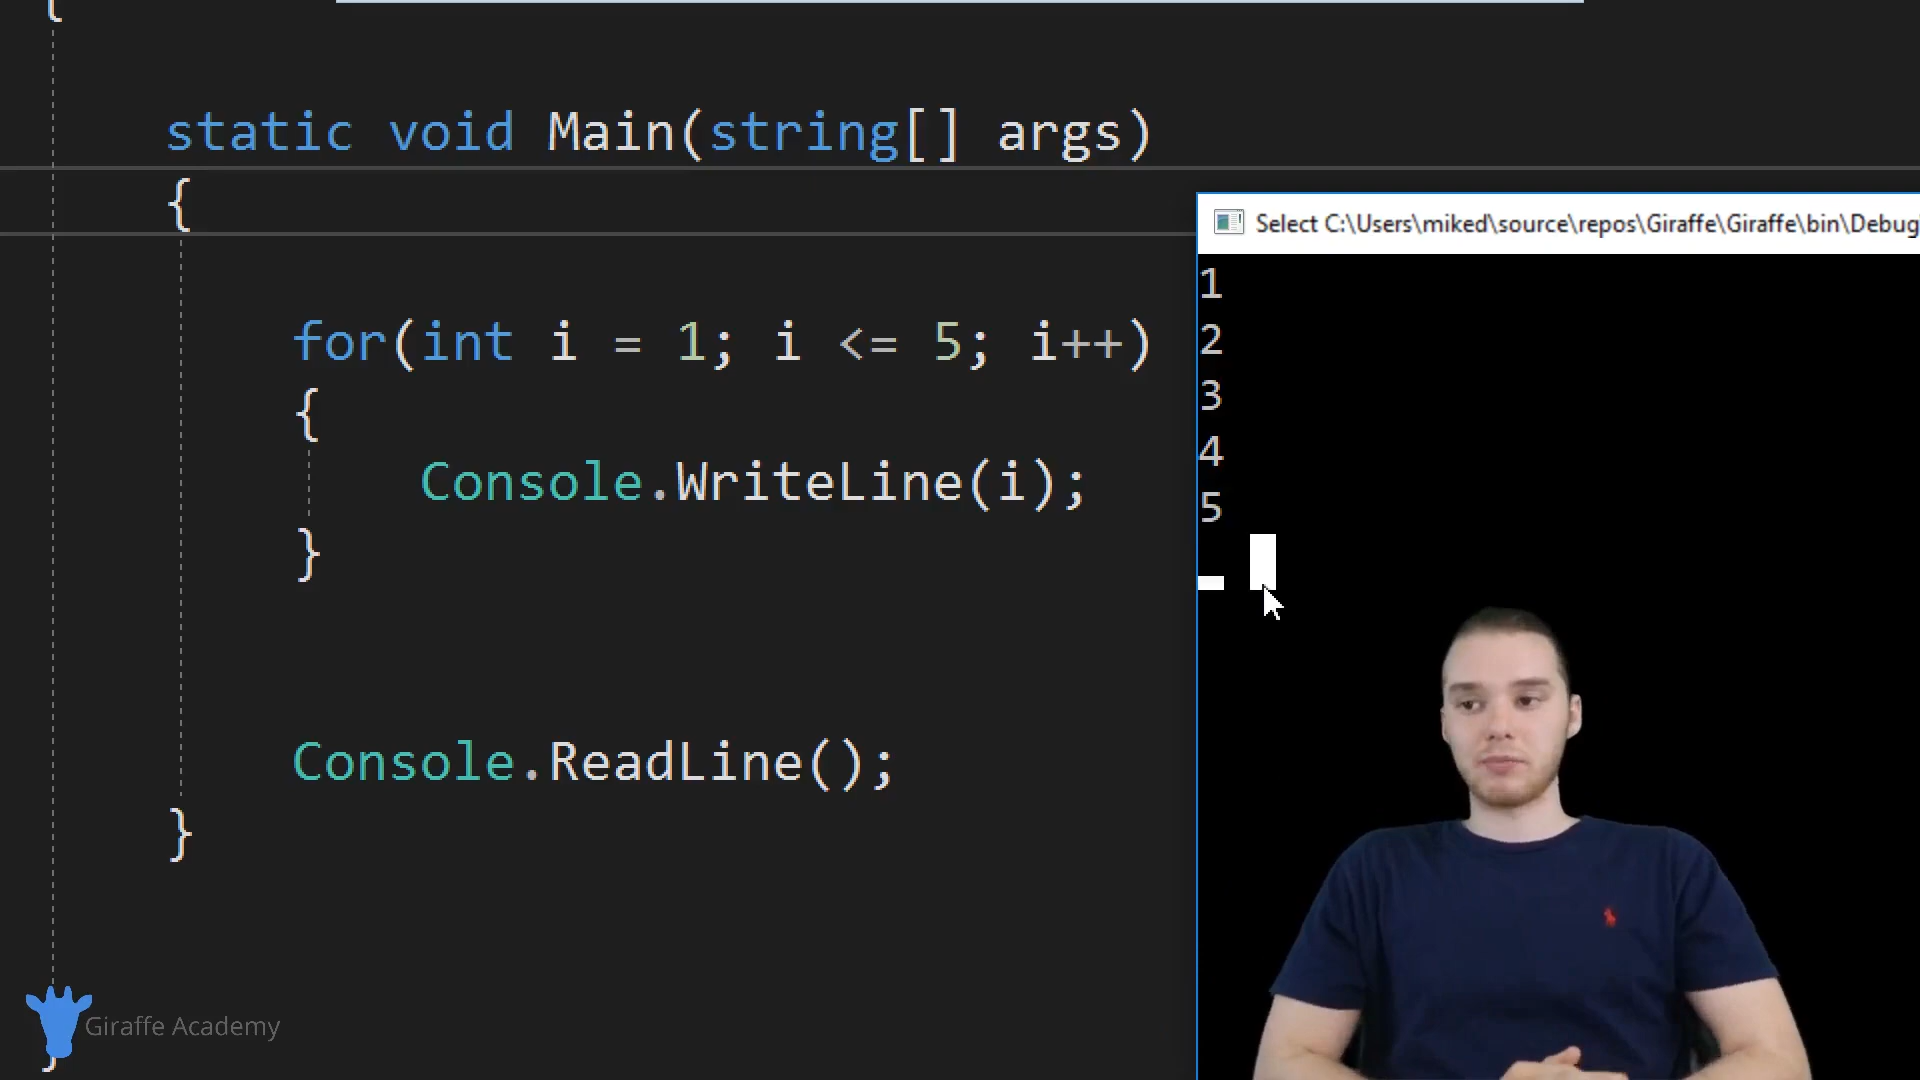 {
static void Main(string[] args)
{
for(int i = 1; i <= 5; i++)
{
Console.WriteLine(i);
}
Console.ReadLine();
}
}
Select C:\Users\miked\source\repos\Giraffe\Giraffe\bin\Debug\
1
2
3
4
5
Giraffe Academy